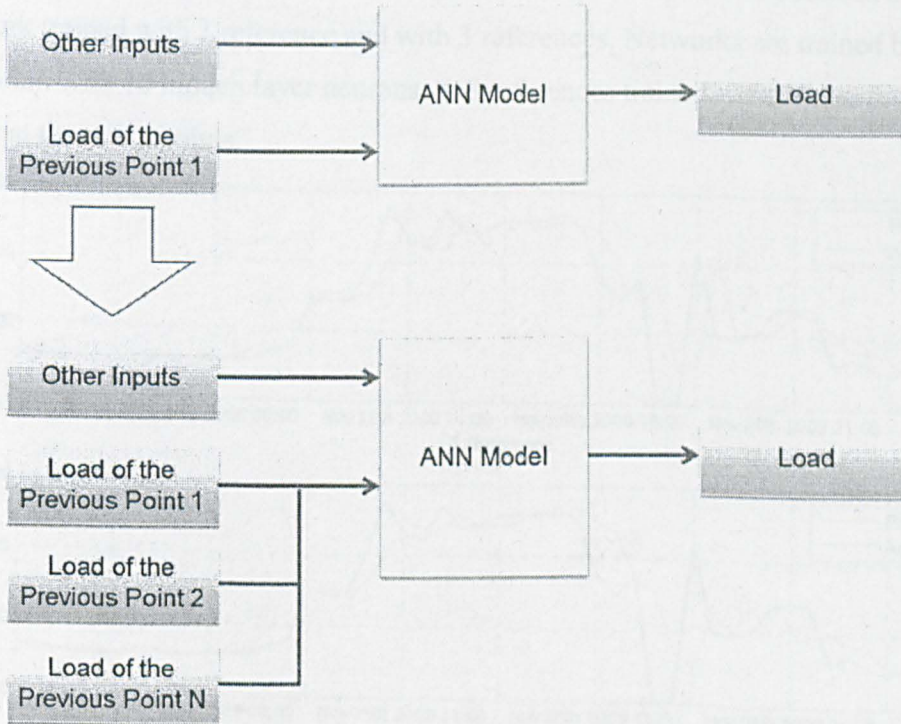 Other Inputs
ANN Model
Load
Load of the
Previous Point 1
Other Inputs
Load of the
Previous Point 1
ANN Model
Load
Load of the
Previous Point 2
Load of the
Previous Point N